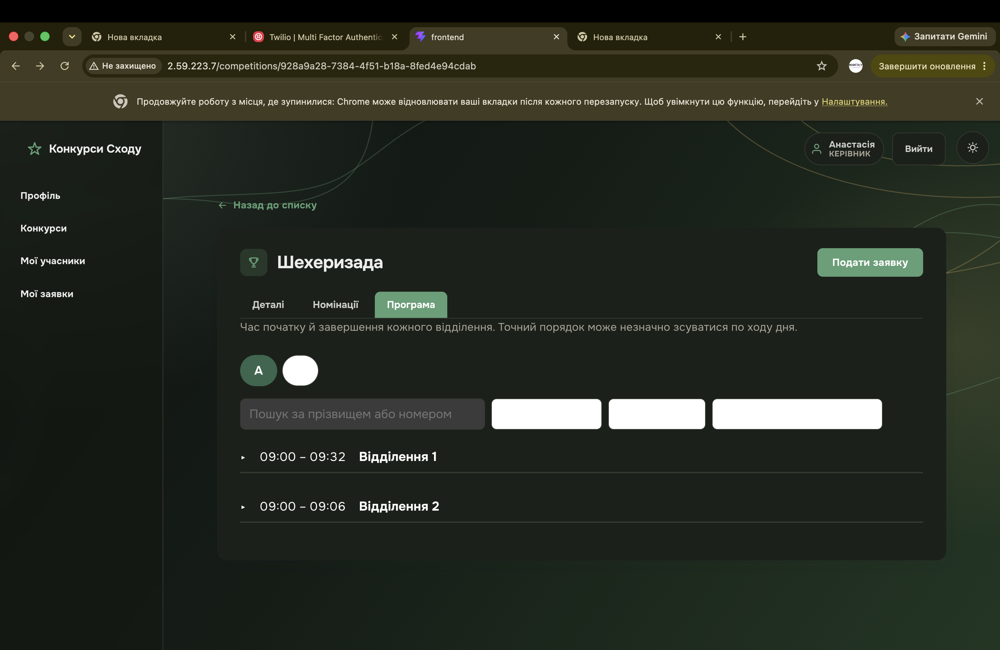 Нова вкладка
Twilio | Multi Factor Authentic
frontend
Нова вкладка
Запитати Gemini
Не захищено
2.59.223.7/competitions/928a9a28-7384-4f51-b18a-8fed4e94cdab
Завершити оновлення
Продовжуйте роботу з місця, де зупинилися: Chrome може відновлювати ваші вкладки після кожного перезапуску. Щоб увімкнути цю функцію, перейдіть у Налаштування.
Конкурси Сходу
Анастасія
КЕРІВНИК
Вийти
Профіль
Конкурси
Мої учасники
Мої заявки
← Назад до списку
Шехеризада
Подати заявку
Деталі
Номінації
Програма
Час початку й завершення кожного відділення. Точний порядок може незначно зсуватися по ходу дня.
А
Пошук за прізвищем або номером
09:00 – 09:32 Відділення 1
09:00 – 09:06 Відділення 2